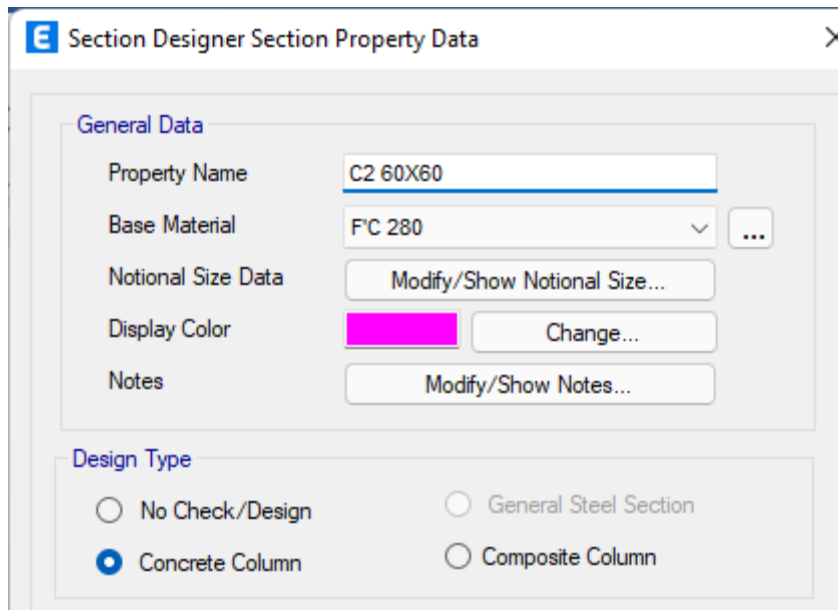 E Section Designer Section Property Data
General Data
Property Name C2 60X60
Base Material F'C 280 ...
Notional Size Data Modify/Show Notional Size...
Display Color Change...
Notes Modify/Show Notes...
Design Type
No Check/Design General Steel Section
Concrete Column Composite Column